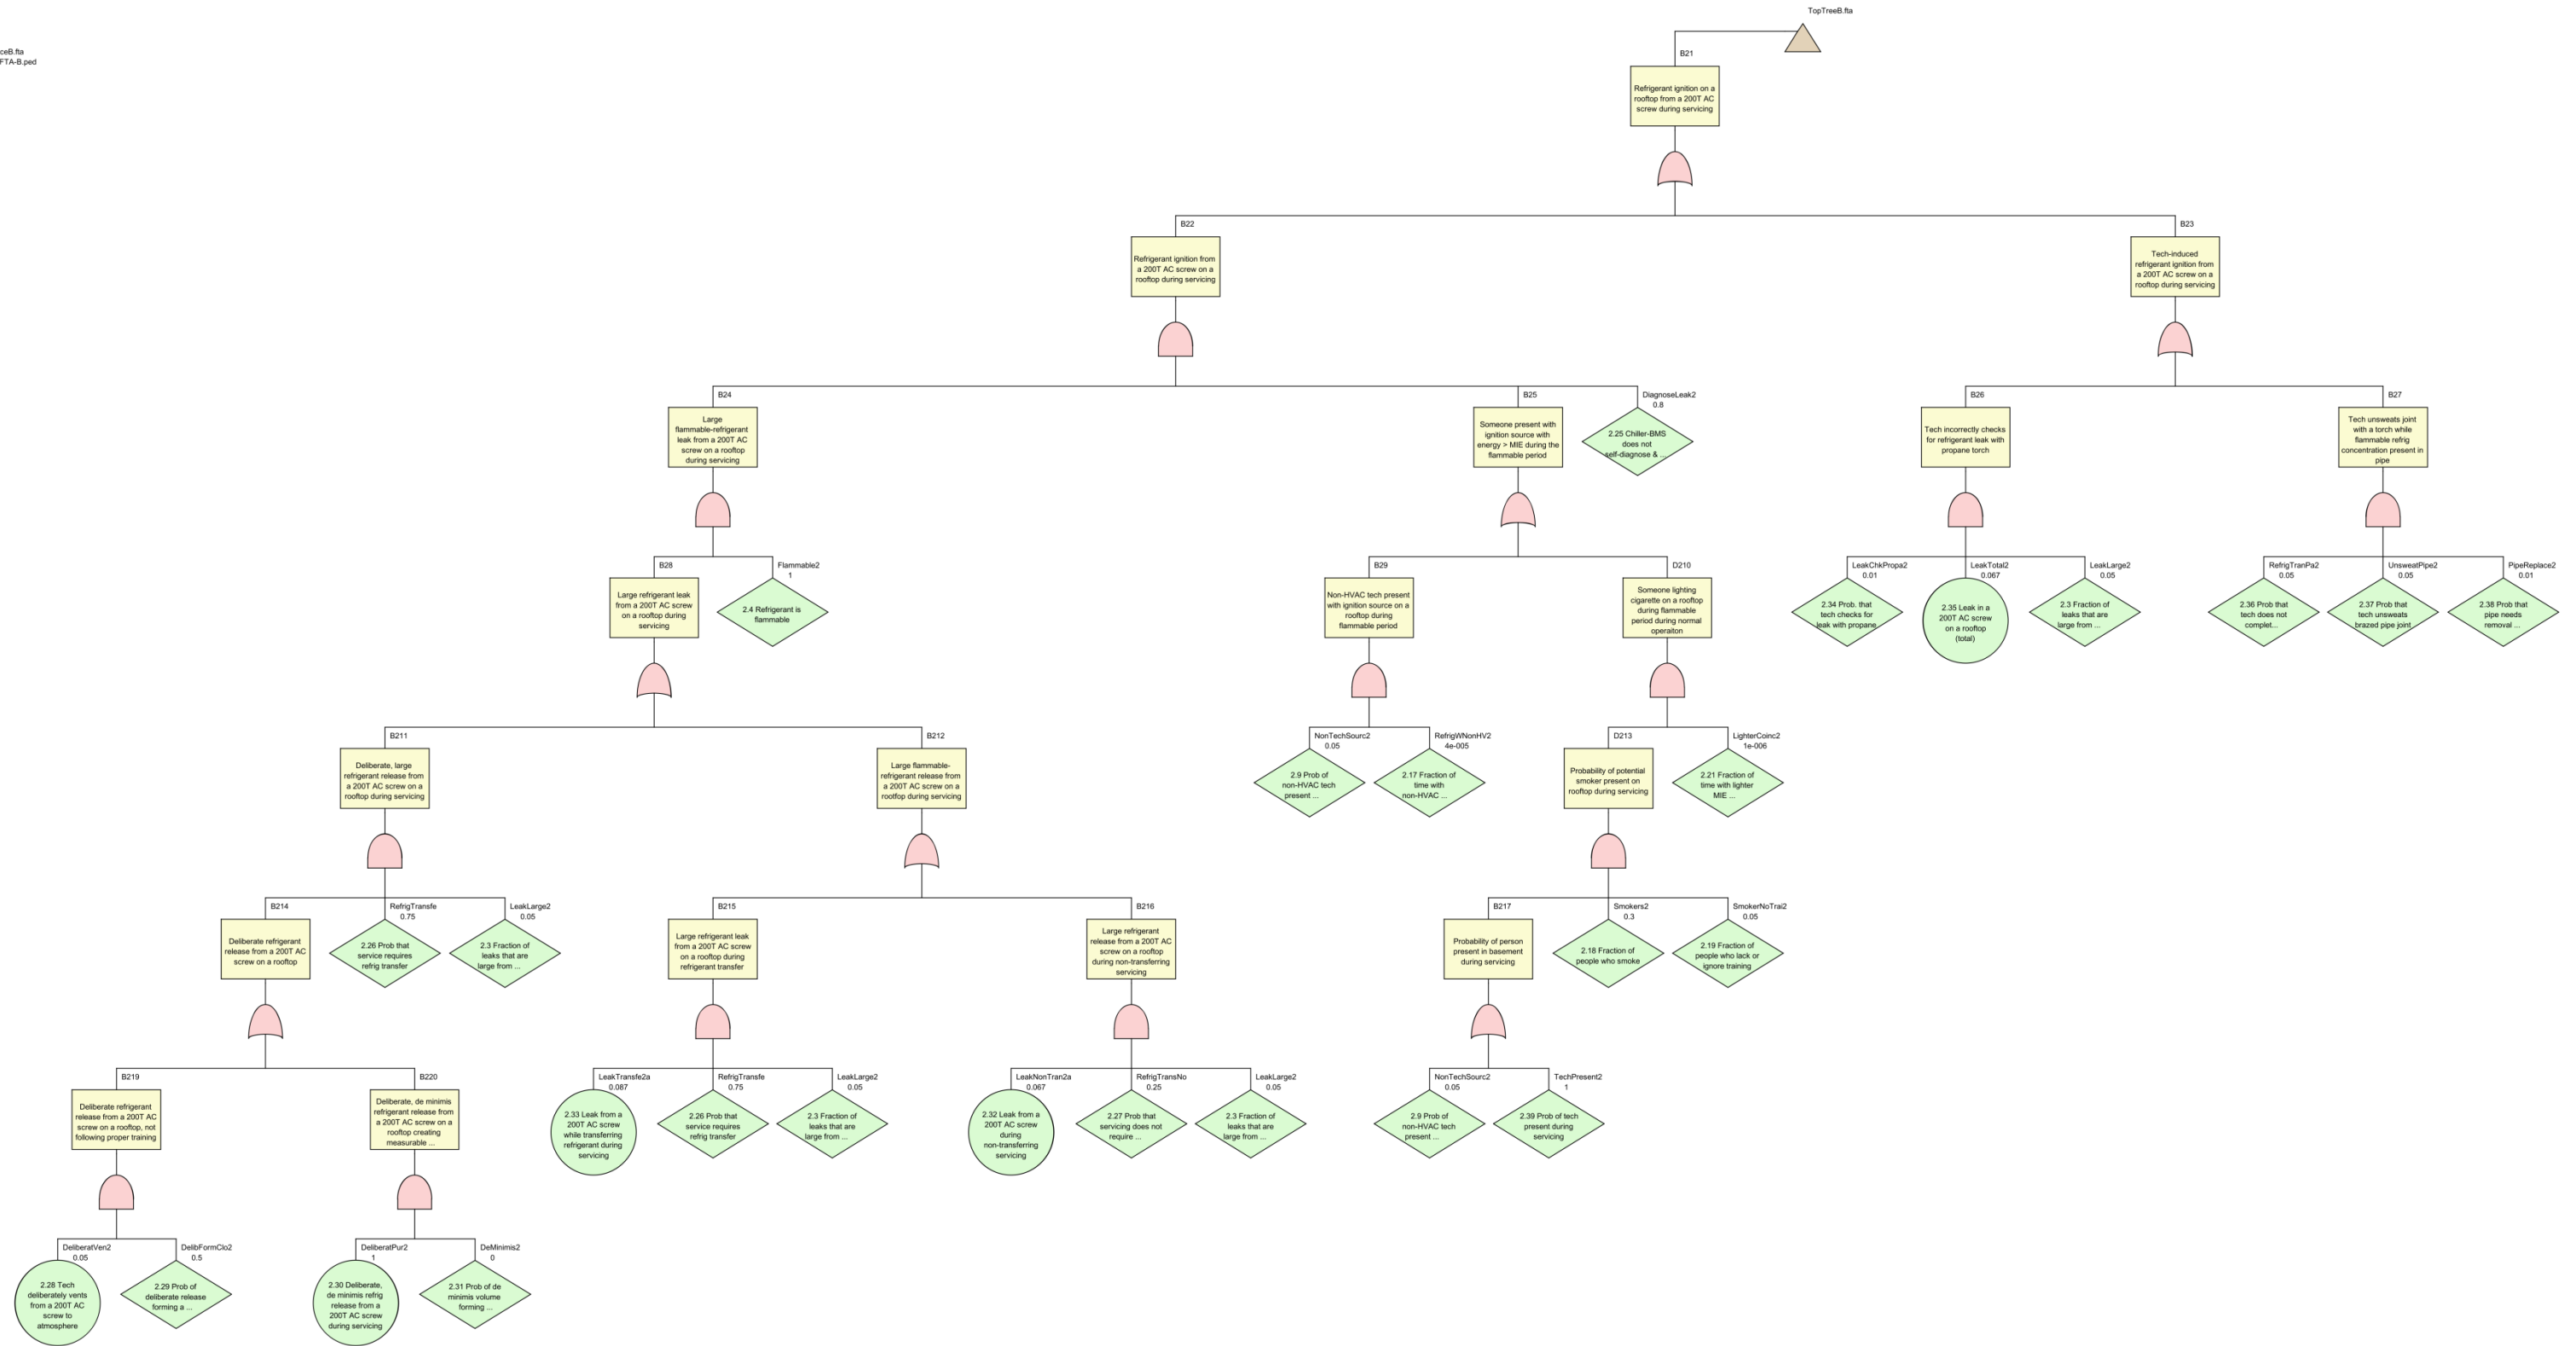 TopTreeB.fta
ceB.fta
FTA-B.ped
B21
Refrigerant ignition on a
rooftop from a 200T AC
screw during servicing
B22
Refrigerant ignition from
a 200T AC screw on a
rooftop during servicing
B23
Tech-induced
refrigerant ignition from
a 200T AC screw on a
rooftop during servicing
B24
Large
flammable-refrigerant
leak from a 200T AC
screw on a rooftop
during servicing
B25
Someone present with
ignition source with
energy > MIE during the
flammable period
DiagnoseLeak2
0.8
2.25 Chiller-BMS
does not
self-diagnose & ...
B26
Tech incorrectly checks
for refrigerant leak with
propane torch
B27
Tech unsweats joint
with a torch while
flammable refrig
concentration present in
pipe
B28
Large refrigerant leak
from a 200T AC screw
on a rooftop during
servicing
Flammable2
1
2.4 Refrigerant is
flammable
B29
Non-HVAC tech present
with ignition source on a
rooftop during
flammable period
D210
Someone lighting
cigarette on a rooftop
during flammable
period during normal
operaiton
LeakChkPropa2
0.01
2.34 Prob. that
tech checks for
leak with propane
LeakTotal2
0.067
2.35 Leak in a
200T AC screw
on a rooftop
(total)
LeakLarge2
0.05
2.3 Fraction of
leaks that are
large from ...
RefrigTranPa2
0.05
2.36 Prob that
tech does not
complet...
UnsweatPipe2
0.05
2.37 Prob that
tech unsweats
brazed pipe joint
PipeReplace2
0.01
2.38 Prob that
pipe needs
removal ...
B211
Deliberate, large
refrigerant release from
a 200T AC screw on a
rooftop during servicing
B212
Large flammable-
refrigerant release from
a 200T AC screw on a
rootfop during servicing
NonTechSourc2
0.05
2.9 Prob of
non-HVAC tech
present ...
RefrigWNonHV2
4e-005
2.17 Fraction of
time with
non-HVAC ...
D213
Probability of potential
smoker present on
rooftop during servicing
LighterCoinc2
1e-006
2.21 Fraction of
time with lighter
MIE ...
B214
Deliberate refrigerant
release from a 200T AC
screw on a rooftop
RefrigTransfe
0.75
2.26 Prob that
service requires
refrig transfer
LeakLarge2
0.05
2.3 Fraction of
leaks that are
large from ...
B215
Large refrigerant leak
from a 200T AC screw
on a rooftop during
refrigerant transfer
B216
Large refrigerant
release from a 200T AC
screw on a rooftop
during non-transferring
servicing
B217
Probability of person
present in basement
during servicing
Smokers2
0.3
2.18 Fraction of
people who smoke
SmokerNoTrai2
0.05
2.19 Fraction of
people who lack or
ignore training
B219
Deliberate refrigerant
release from a 200T AC
screw on a rooftop, not
following proper training
B220
Deliberate, de minimis
refrigerant release from
a 200T AC screw on a
rooftop creating
measurable ...
LeakTransfe2a
0.087
2.33 Leak from a
200T AC screw
while transferring
refrigerant during
servicing
RefrigTransfe
0.75
2.26 Prob that
service requires
refrig transfer
LeakLarge2
0.05
2.3 Fraction of
leaks that are
large from ...
LeakNonTran2a
0.067
2.32 Leak from a
200T AC screw
during
non-transferring
servicing
RefrigTransNo
0.25
2.27 Prob that
servicing does not
require ...
LeakLarge2
0.05
2.3 Fraction of
leaks that are
large from ...
NonTechSourc2
0.05
2.9 Prob of
non-HVAC tech
present ...
TechPresent2
1
2.39 Prob of tech
present during
servicing
DeliberatVen2
0.05
2.28 Tech
deliberately vents
from a 200T AC
screw to
atmosphere
DelibFormClo2
0.5
2.29 Prob of
deliberate release
forming a ...
DeliberatPur2
1
2.30 Deliberate,
de minimis refrig
release from a
200T AC screw
during servicing
DeMinimis2
0
2.31 Prob of de
minimis volume
forming ...